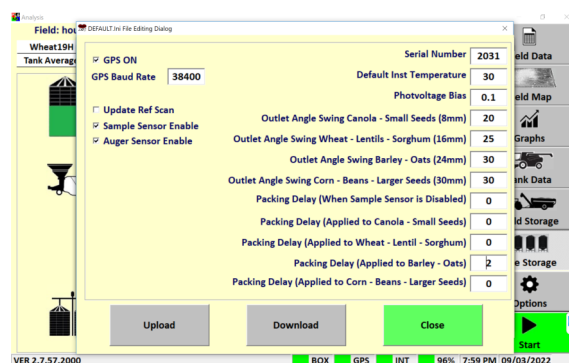 Analysis
DEFAULT.ini File Editing Dialog
Field: hou
Wheat19H
Tank Average
GPS ON
GPS Baud Rate 38400
Update Ref Scan
Sample Sensor Enable
Auger Sensor Enable
Serial Number 2031
Default Inst Temperature 30
Photvoltage Bias 0.1
Outlet Angle Swing Canola - Small Seeds (8mm) 20
Outlet Angle Swing Wheat - Lentils - Sorghum (16mm) 25
Outlet Angle Swing Barley - Oats (24mm) 30
Outlet Angle Swing Corn - Beans - Larger Seeds (30mm) 30
Packing Delay (When Sample Sensor is Disabled) 0
Packing Delay (Applied to Canola - Small Seeds) 0
Packing Delay (Applied to Wheat - Lentil - Sorghum) 0
Packing Delay (Applied to Barley - Oats) 2
Packing Delay (Applied to Corn - Beans - Larger Seeds) 0
Upload
Download
Close
eld Data
eld Map
Graphs
ank Data
ld Storage
e Storage
Options
Start
VER 2.7.57.2000
BOX GPS INT 96% 7:59 PM 09/03/2022